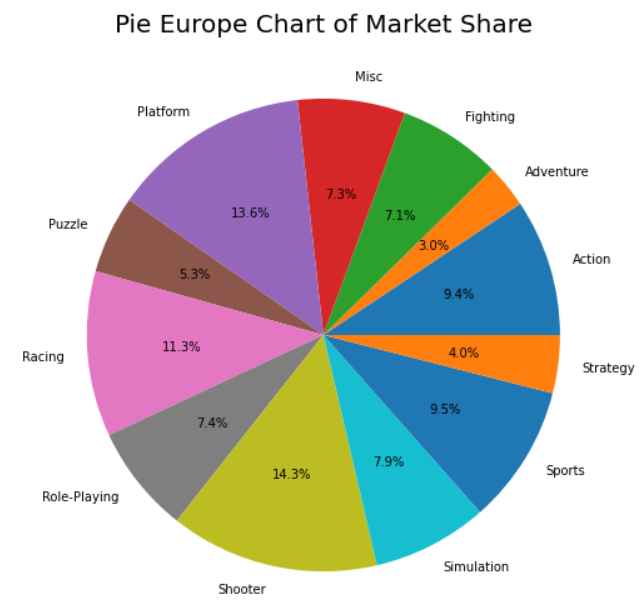 Pie Europe Chart of Market Share
Misc
Platform
Fighting
Adventure
7.3%
13.6%
7.1%
Puzzle
3.0%
Action
5.3%
9.4%
Racing
11.3%
4.0%
Strategy
7.4%
9.5%
7.9%
Sports
14.3%
Role-Playing
Simulation
Shooter